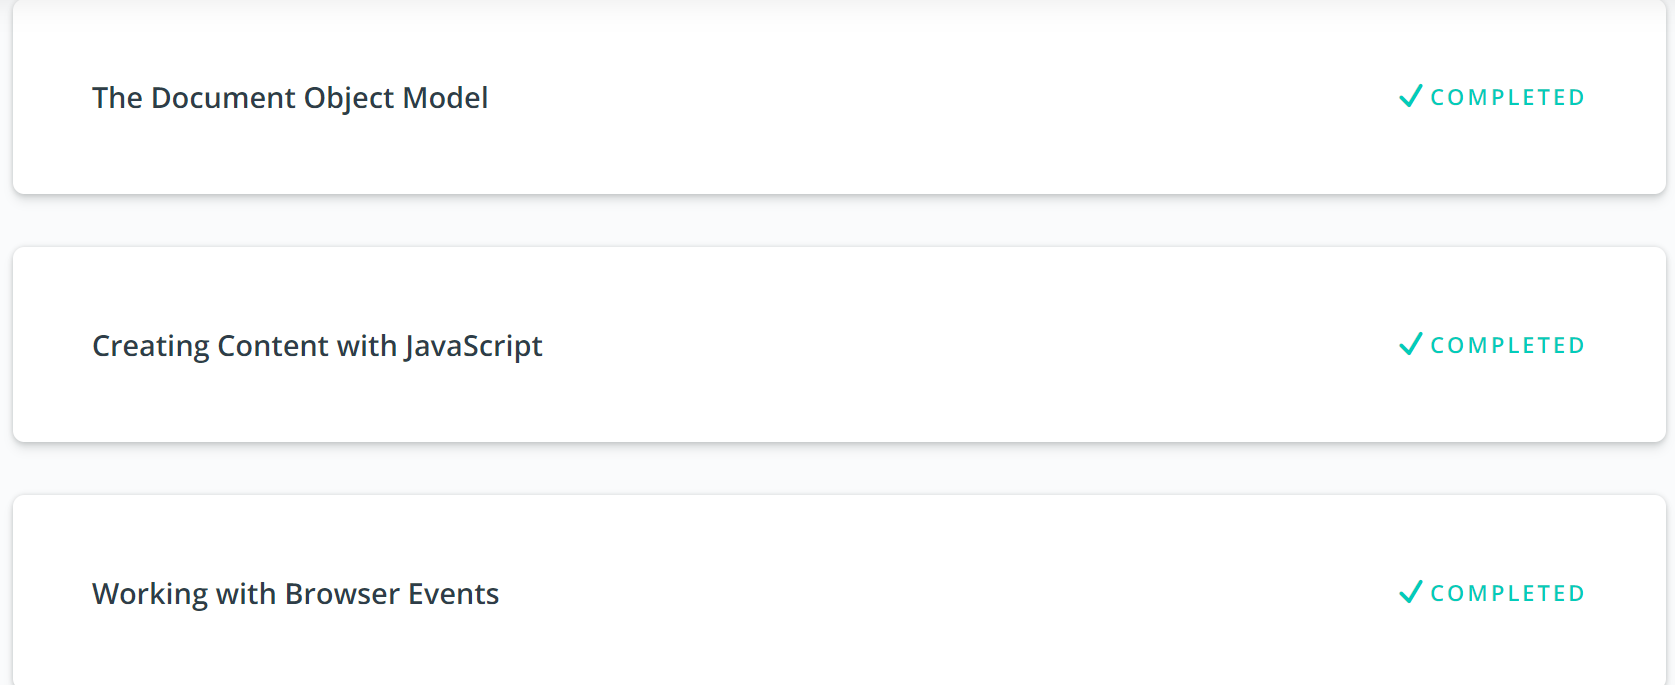 The Document Object Model
COMPLETED
Creating Content with JavaScript
COMPLETED
Working with Browser Events
COMPLETED